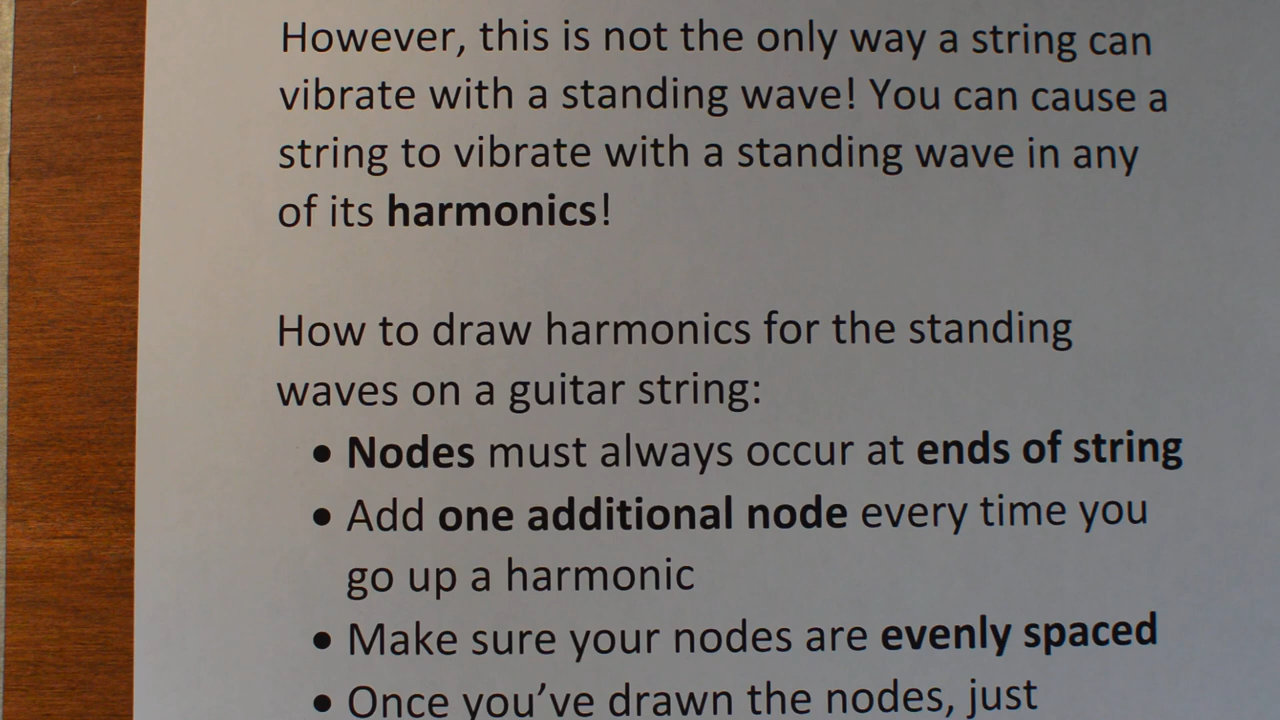 However, this is not the only way a string can
vibrate with a standing wave! You can cause a
string to vibrate with a standing wave in any
of its harmonics!
How to draw harmonics for the standing
waves on a guitar string:
• Nodes must always occur at ends of string
• Add one additional node every time you
go up a harmonic
• Make sure your nodes are evenly spaced
• Once you've drawn the nodes, just